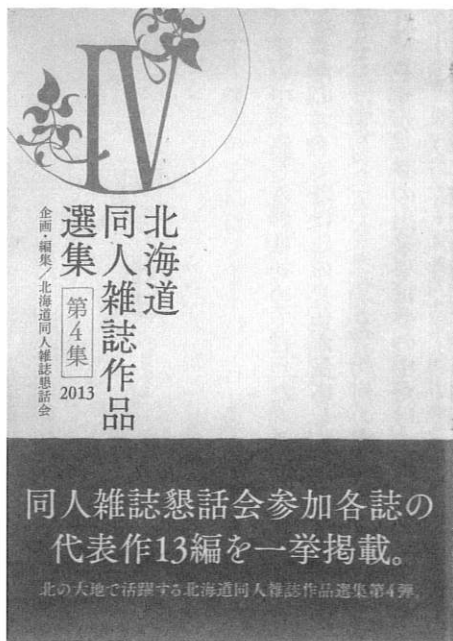 IV
北海道
同人雑誌作品
選集 第4集 2013
企画・編集/北海道同人雑誌懇話会
同人雑誌懇話会参加各誌の
代表作13編を一挙掲載。
北の大地で活躍する北海道同人雑誌作品選集第4弾。